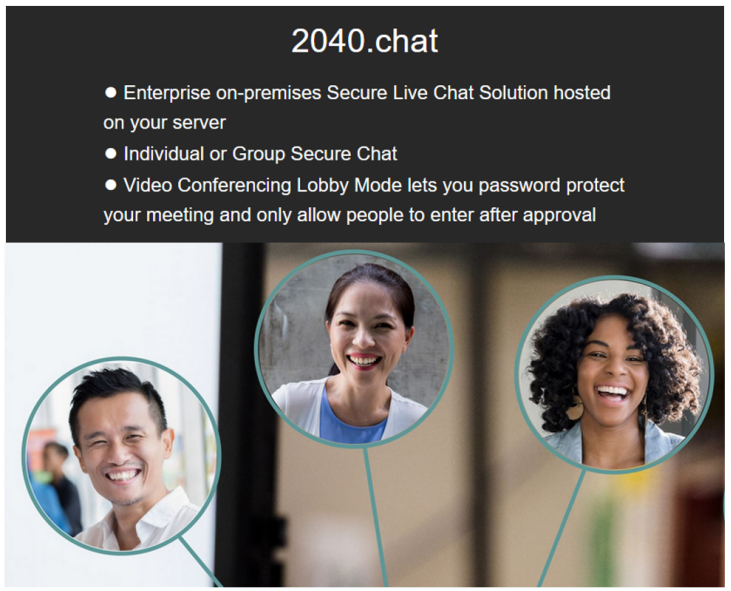 2040.chat
● Enterprise on-premises Secure Live Chat Solution hosted
on your server
● Individual or Group Secure Chat
● Video Conferencing Lobby Mode lets you password protect
your meeting and only allow people to enter after approval